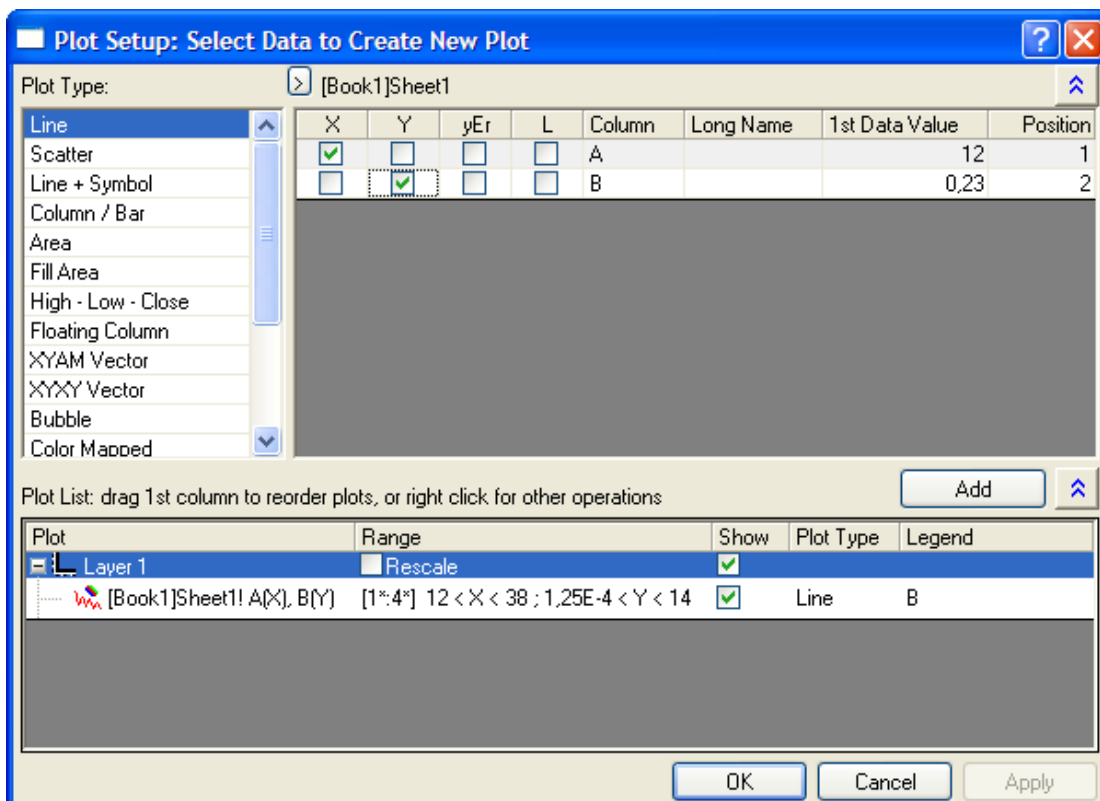 Plot Setup: Select Data to Create New Plot
Plot Type:
[Book1]Sheet1
Line
Scatter
Line + Symbol
Column / Bar
Area
Fill Area
High - Low - Close
Floating Column
XYAM Vector
XYXY Vector
Bubble
Color Mapped
X Y yEr L Column Long Name 1st Data Value Position
A 12 1
B 0,23 2
Add
Plot List: drag 1st column to reorder plots, or right click for other operations
Plot Range Show Plot Type Legend
Layer 1 Rescale
[Book1]Sheet1! A(X), B(Y) [1*:4*] 12 < X < 38 ; 1,25E-4 < Y < 14 Line B
OK Cancel Apply